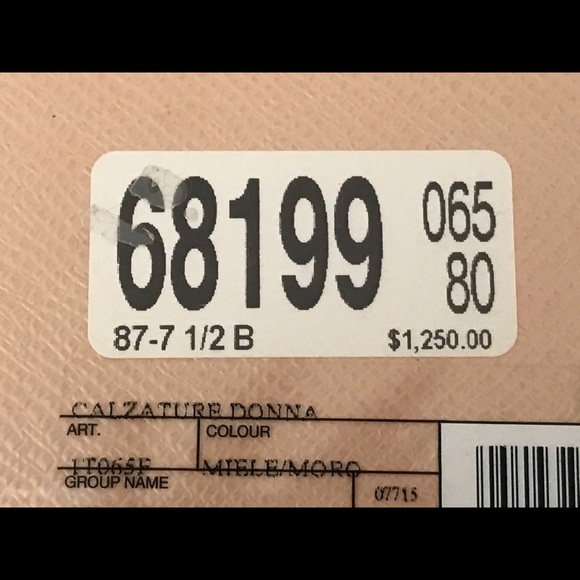 68199 065
80
87-7 1/2 B $1,250.00
CALZATURE DONNA
ART. COLOUR
1T065F MIELE/MORO
GROUP NAME 07715